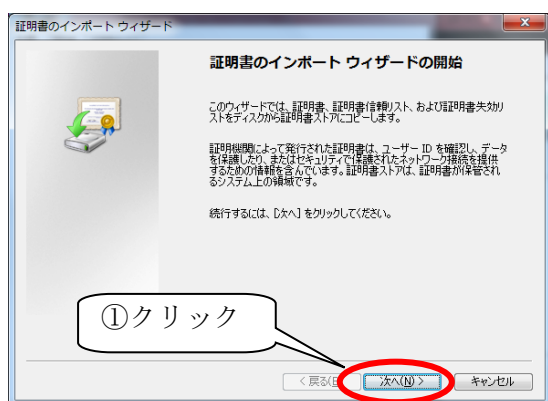 証明書のインポート ウィザード
証明書のインポート ウィザードの開始
このウィザードでは、証明書、証明書信頼リスト、および証明書失効リ
ストをディスクから証明書ストアにコピーします。
証明機関によって発行された証明書は、ユーザー ID を確認し、データ
を保護したり、またはセキュリティで保護されたネットワーク接続を提供
するための情報を含んでいます。証明書ストアは、証明書が保管され
るシステム上の領域です。
続行するには、[次へ] をクリックしてください。
①クリック
< 戻る(
次へ(N) >
キャンセル